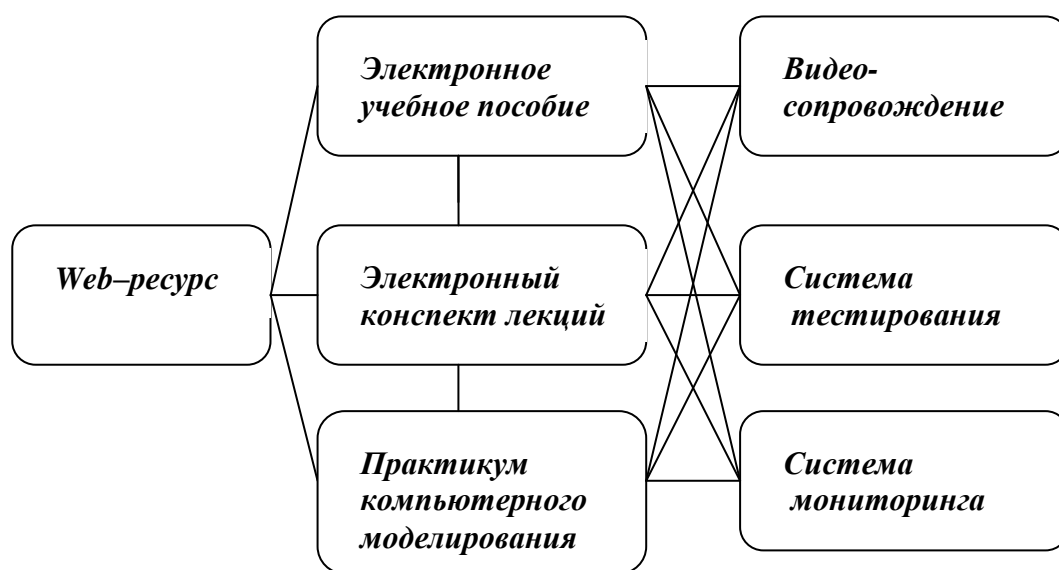 Электронное
учебное пособие
Видео-
сопровождение
Web–ресурс
Электронный
конспект лекций
Система
тестирования
Практикум
компьютерного
моделирования
Система
мониторинга